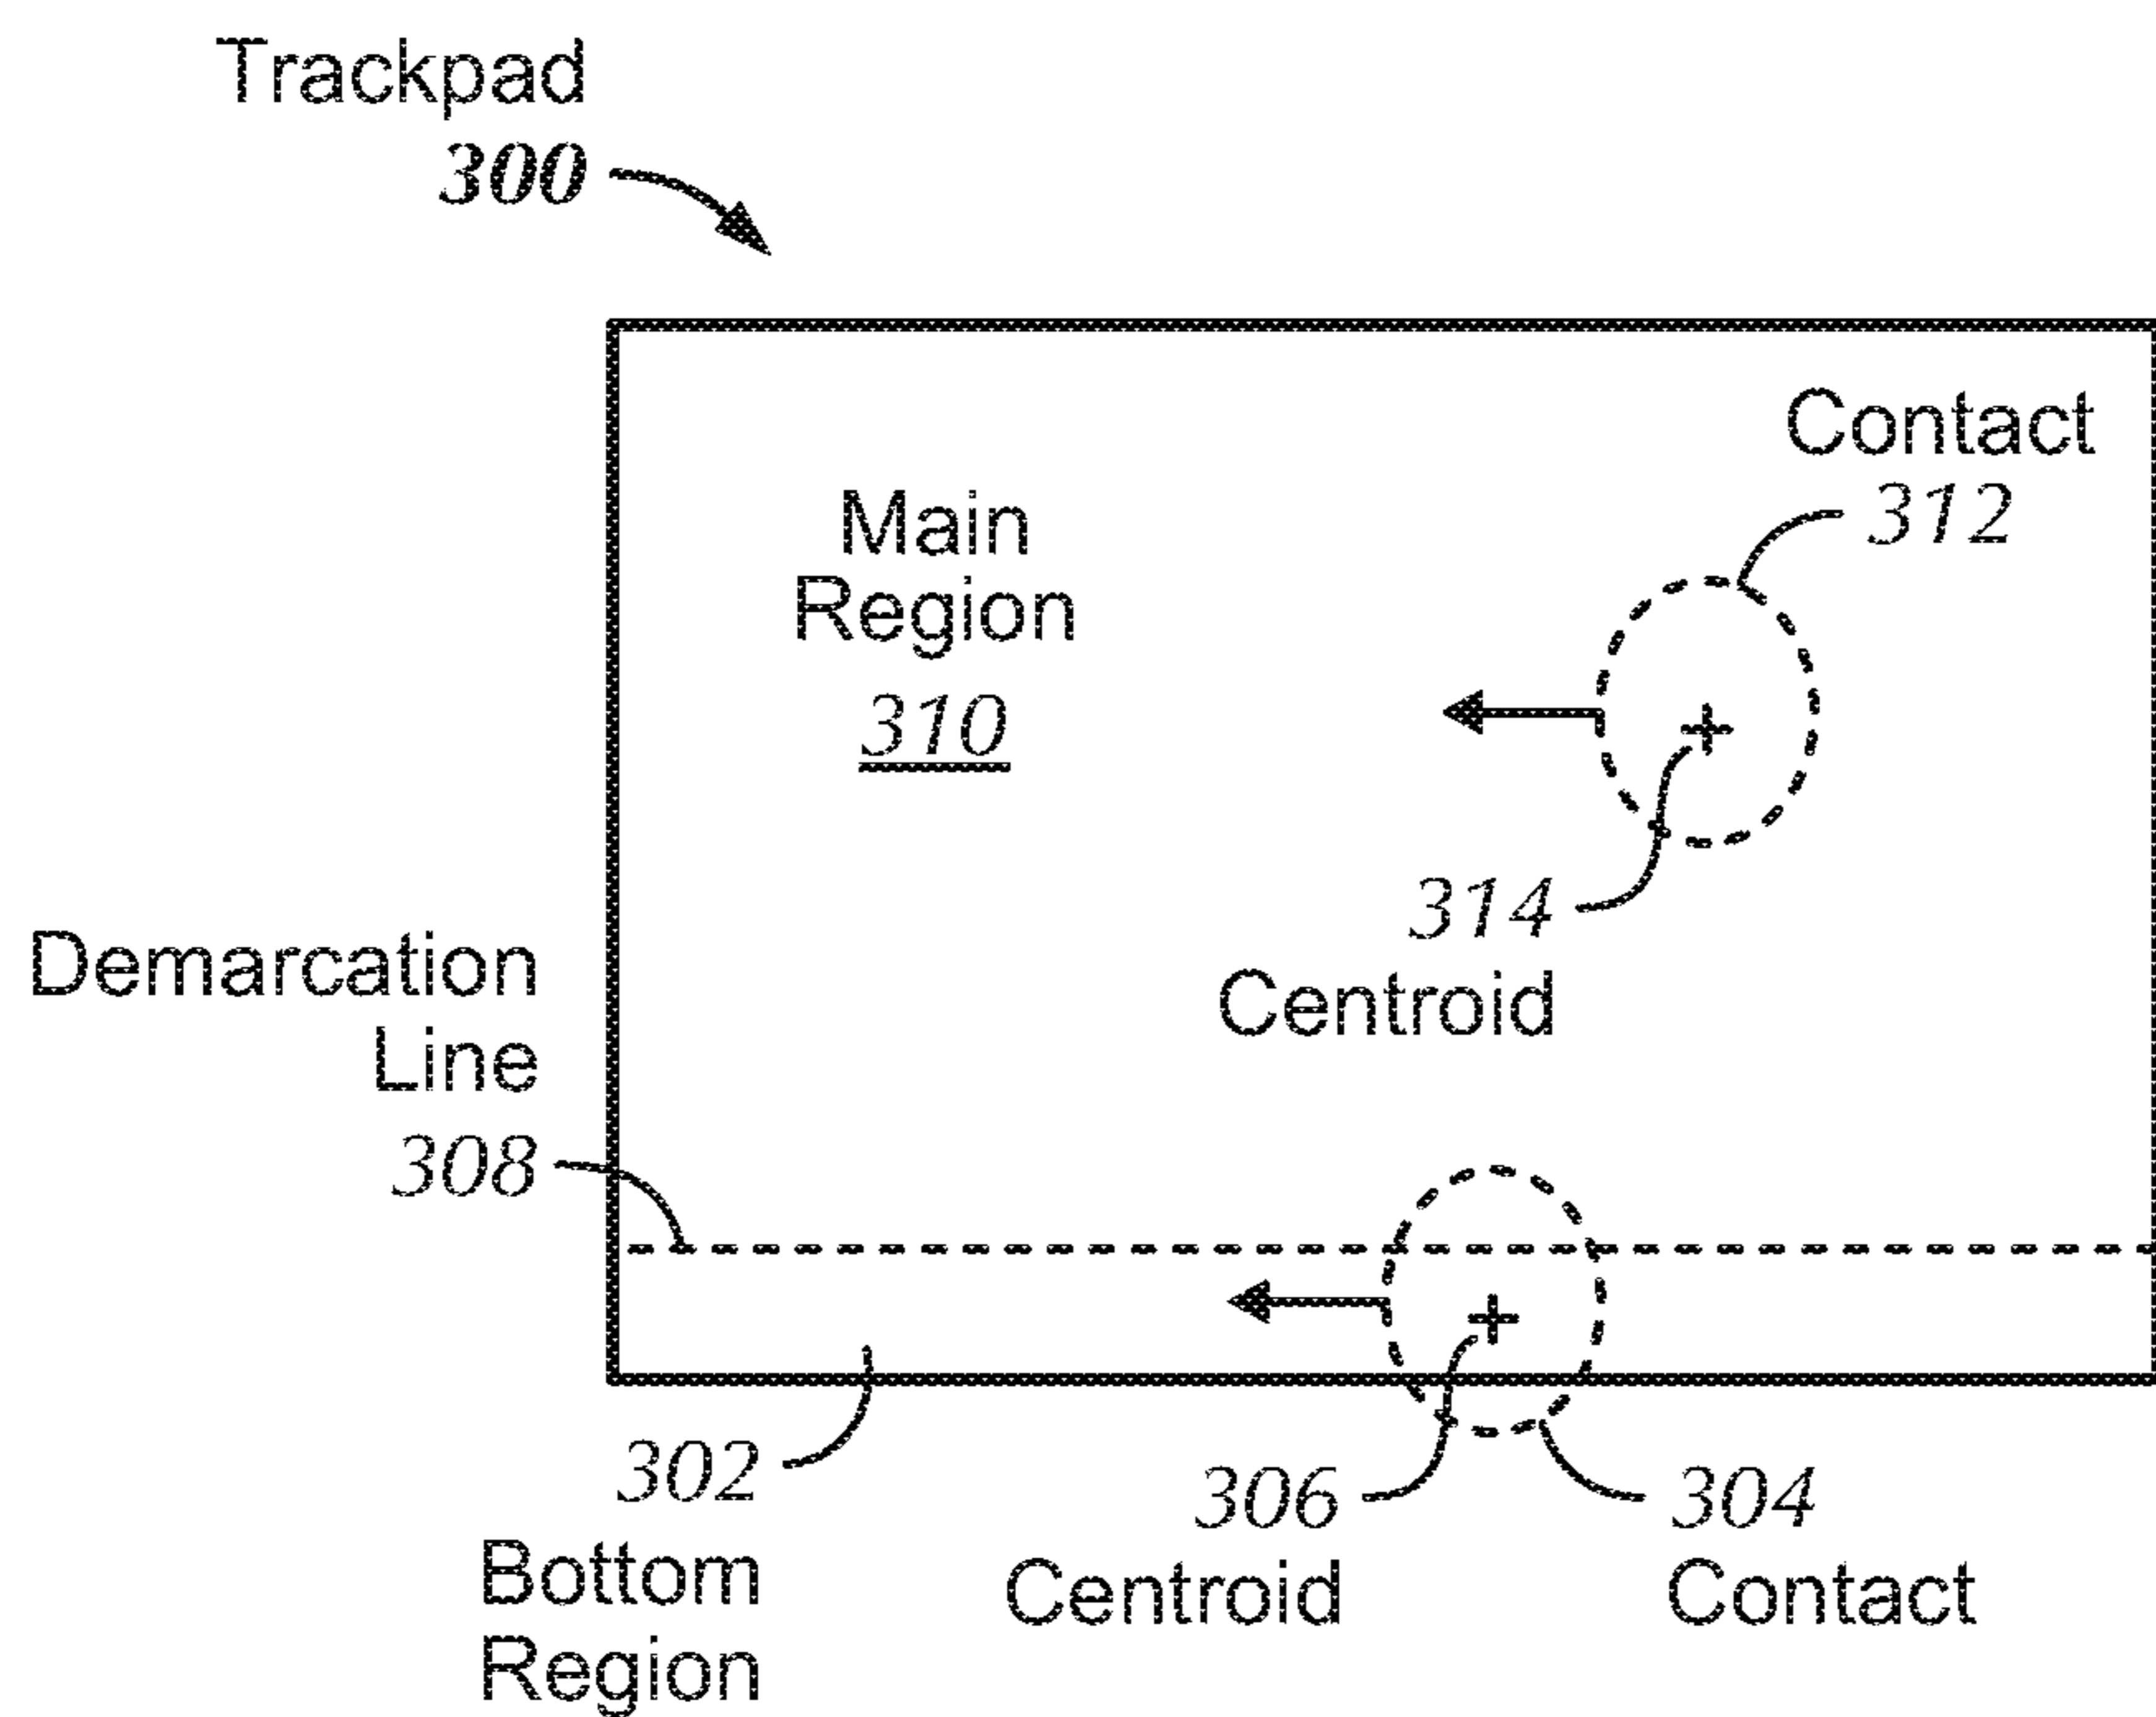 Trackpad
300
Contact
312
Main
Region
310
314
Centroid
Demarcation
Line
308
302
Bottom
Region
306
Centroid
304
Contact